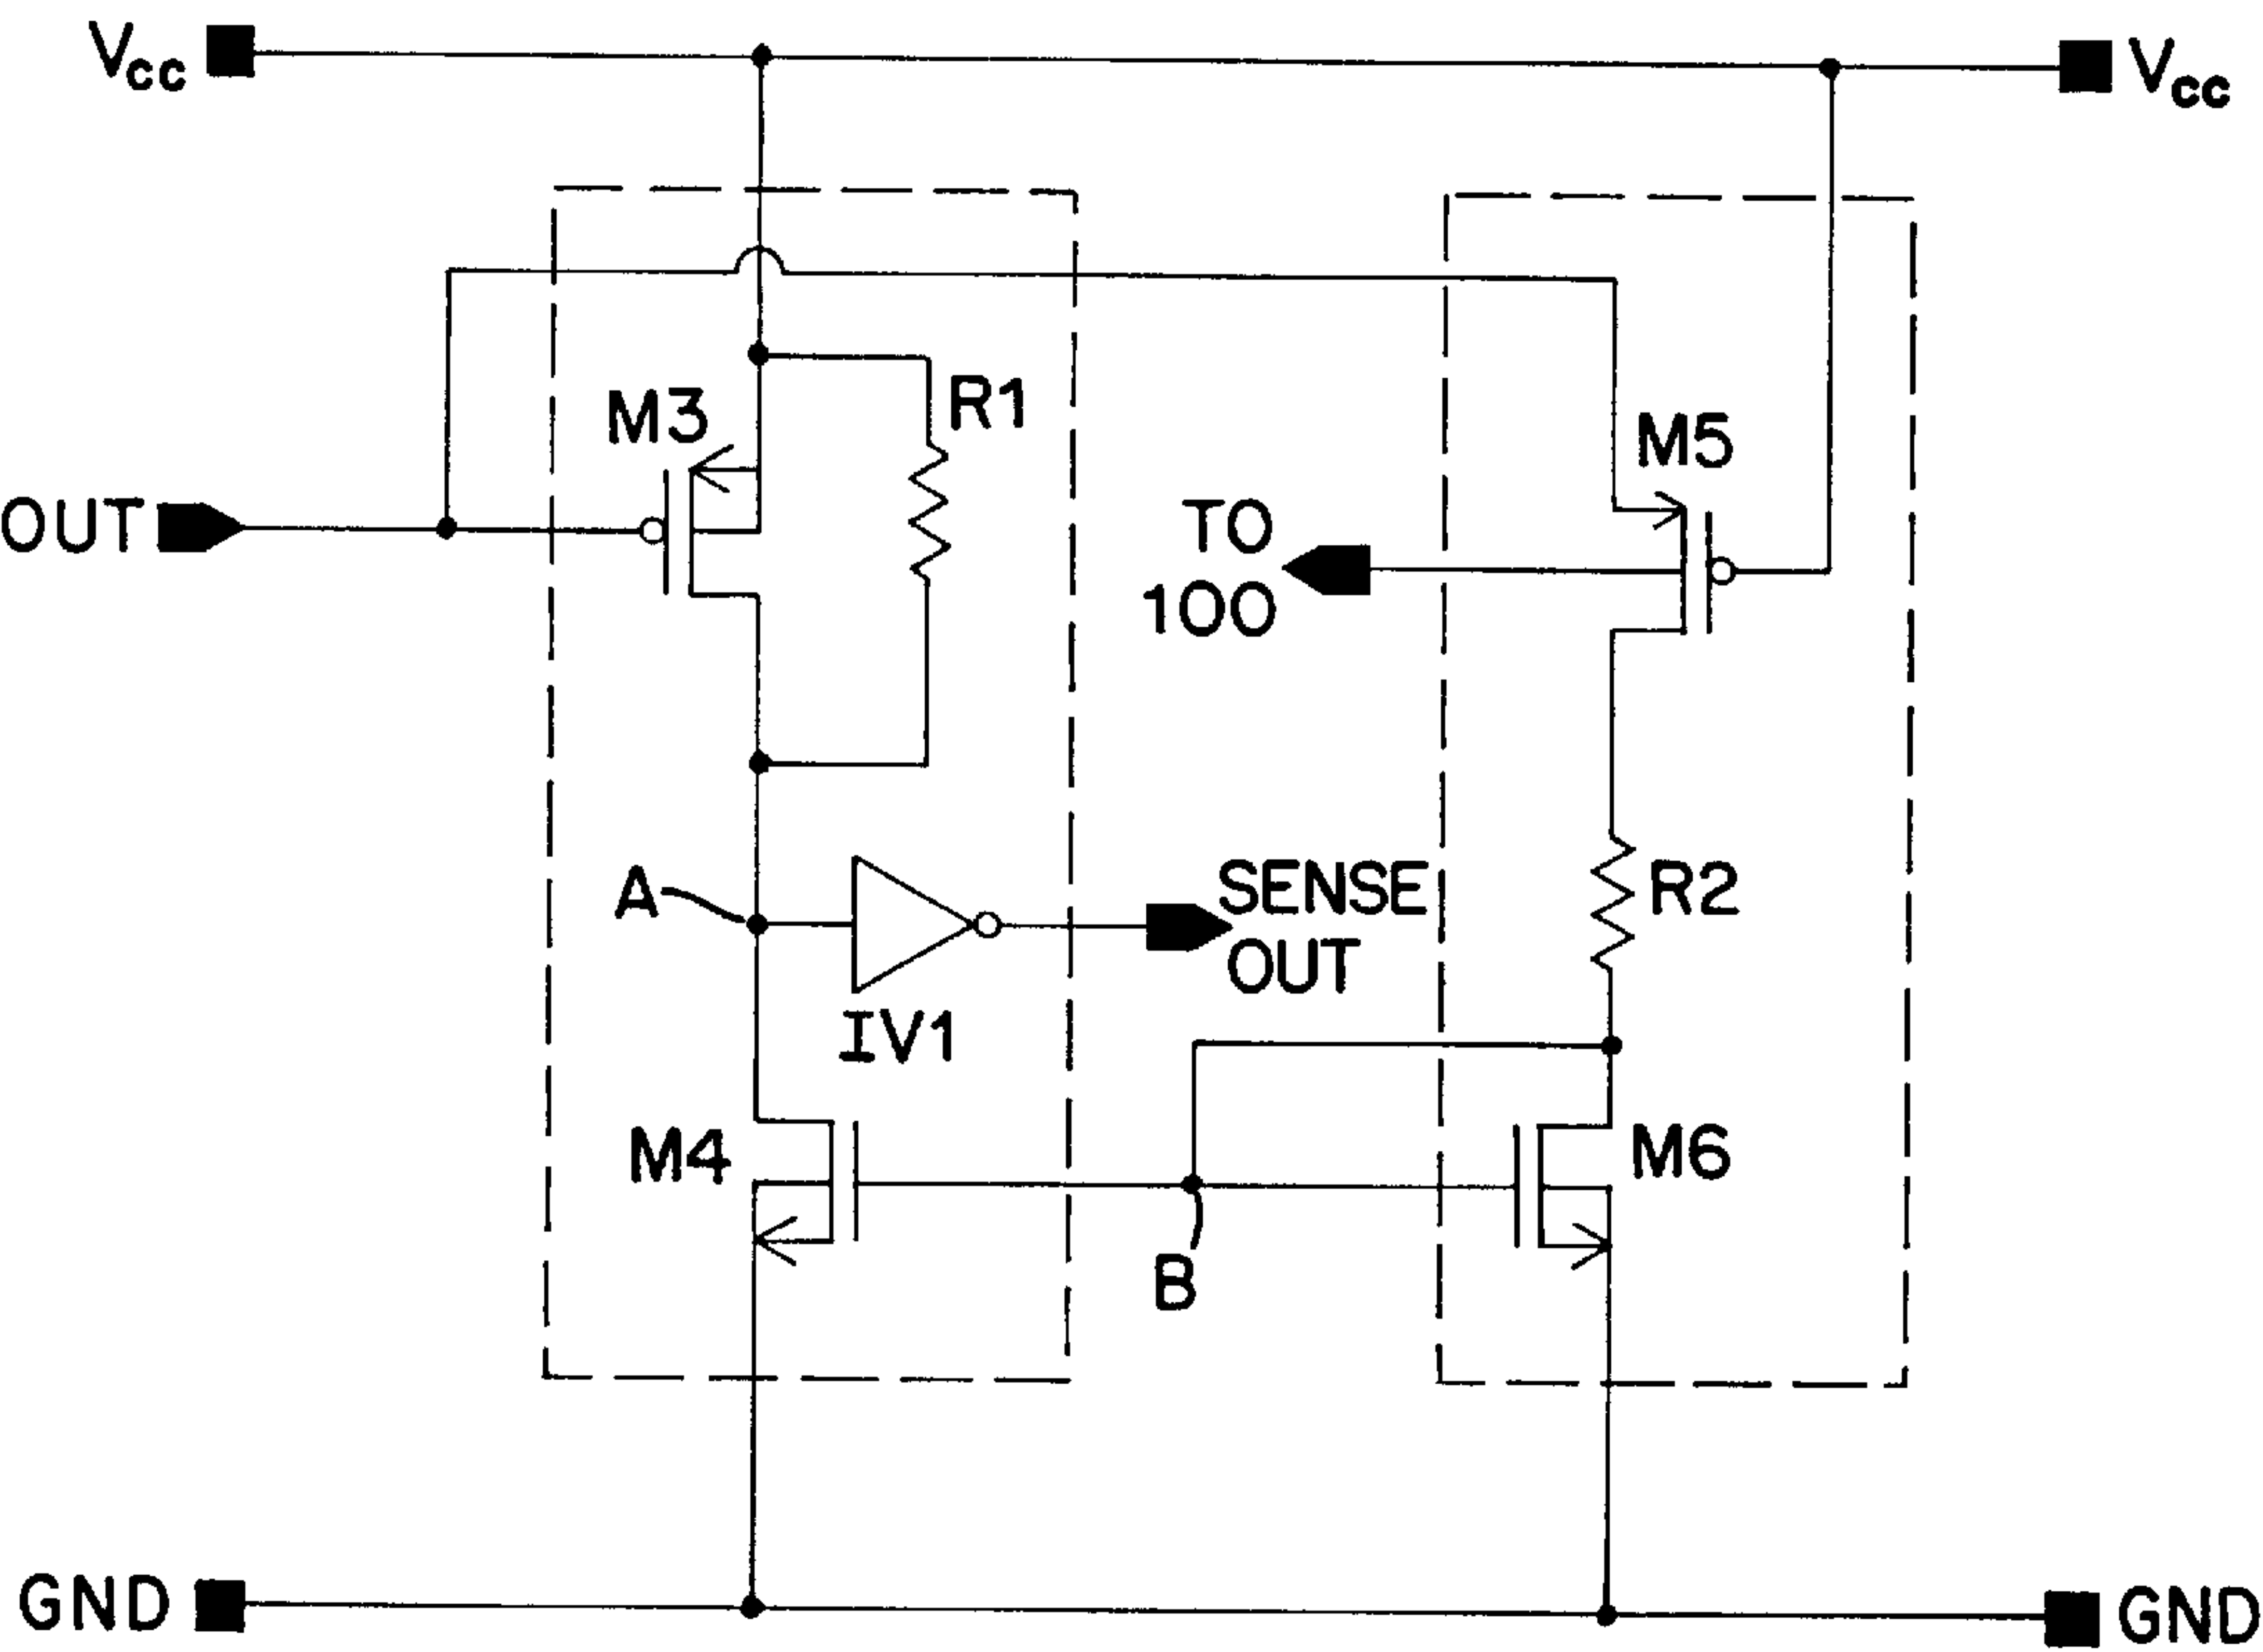 Vcc
Vcc
M3
R1
M5
OUT
TO
100
A
SENSE
OUT
R2
IV1
M4
M6
B
GND
GND